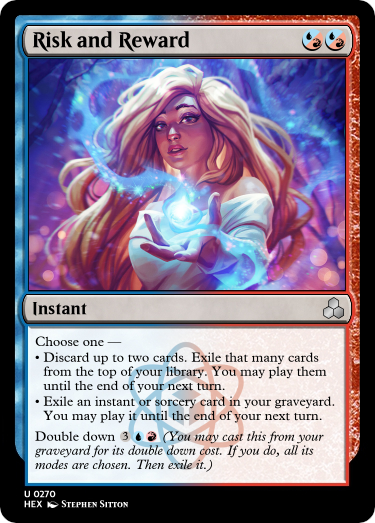 Risk and Reward
Instant
Choose one —
• Discard up to two cards. Exile that many cards
from the top of your library. You may play them
until the end of your next turn.
• Exile an instant or sorcery card in your graveyard.
You may play it until the end of your next turn.
Double down 3 (You may cast this from your
graveyard for its double down cost. If you do, all its
modes are chosen. Then exile it.)
U 0270
HEX Stephen Sitton